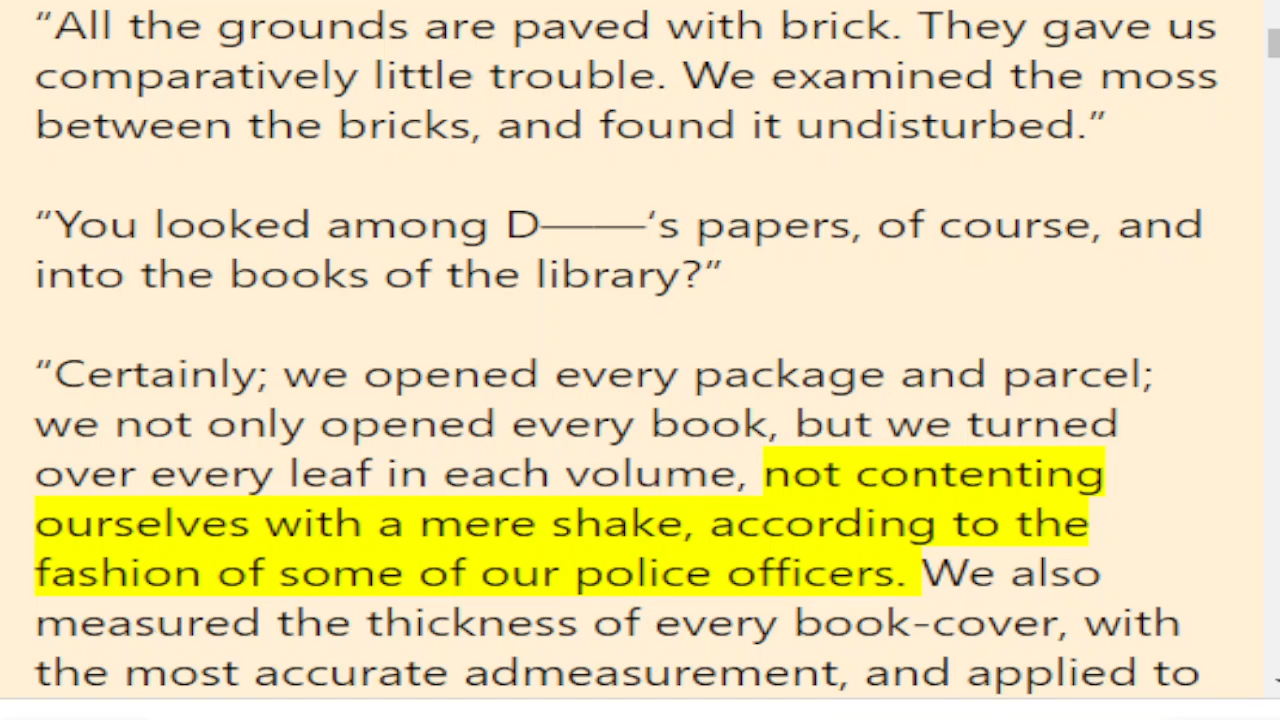 “All the grounds are paved with brick. They gave us
comparatively little trouble. We examined the moss
between the bricks, and found it undisturbed.”
“You looked among D——‘s papers, of course, and
into the books of the library?”
“Certainly; we opened every package and parcel;
we not only opened every book, but we turned
over every leaf in each volume, not contenting
ourselves with a mere shake, according to the
fashion of some of our police officers. We also
measured the thickness of every book-cover, with
the most accurate admeasurement, and applied to